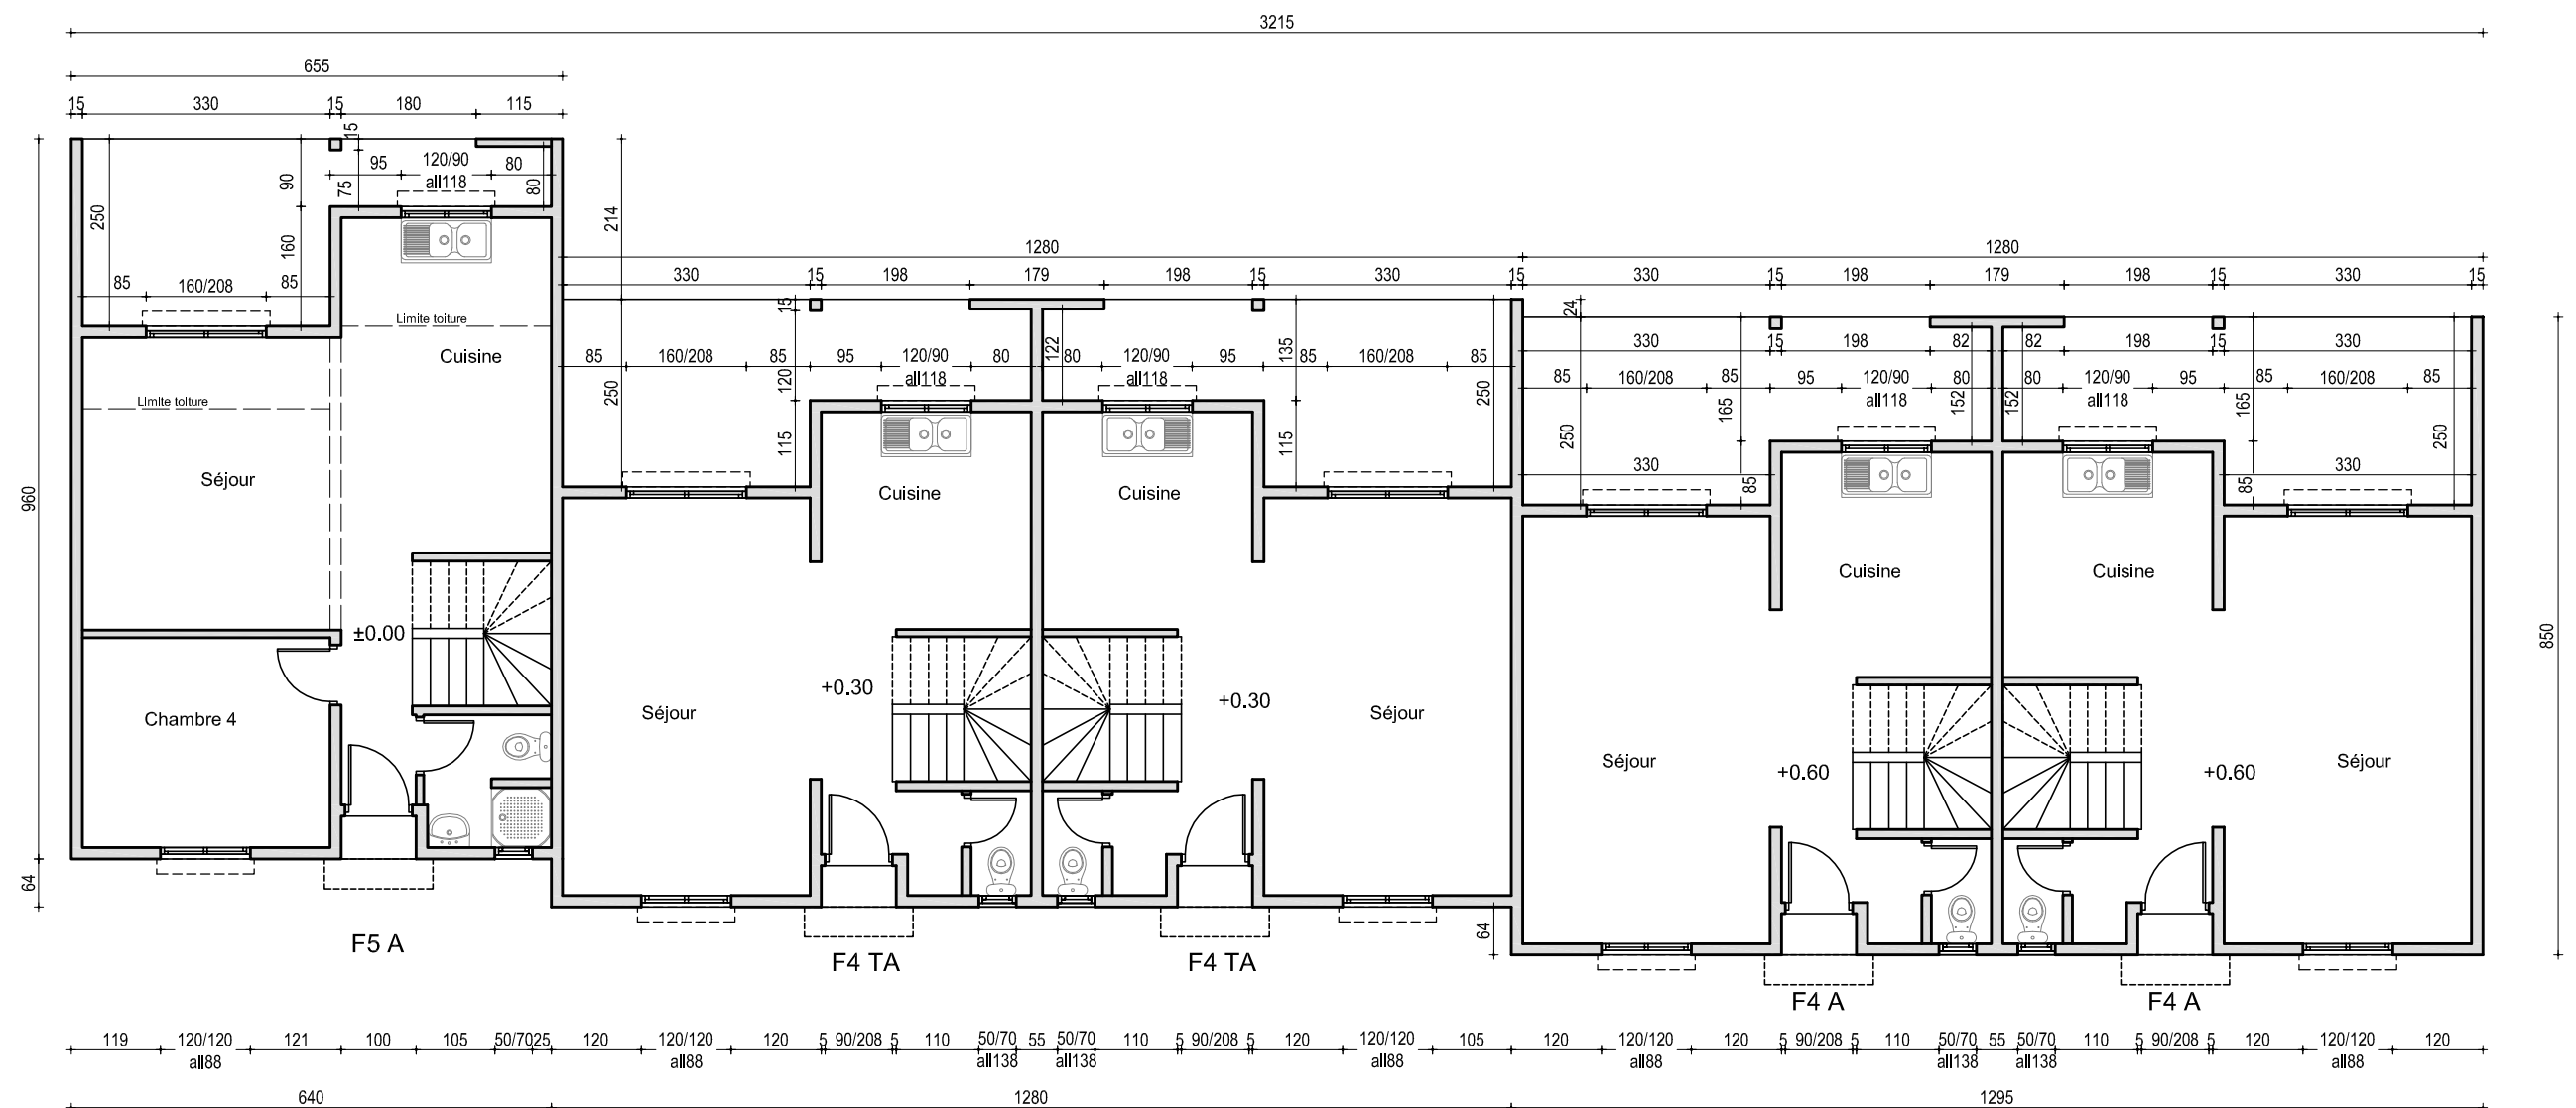 3215
655
15 330 15 180 115
15
95 120/90 80
all118
90
75
80
250
160
214
85 160/208 85
1280 1280
330 15 198 179 198 15 330 15 330 15 198 179 198 15 330 15
15
24
Limite toiture
Cuisine
330 15 198 82 82 198 15 330
85 160/208 85 95 120/90 80 80 120/90 95 85 160/208 85
all118 all118
122
135
120
250
250
85 160/208 85 95 120/90 80 80 120/90 95 85 160/208 85
all118 all118
Limite toiture
165
152
152
165
115
115
250
250
330 330
85
85
Séjour
Cuisine
Cuisine
960
Cuisine
Cuisine
±0.00
850
+0.30
+0.30
Chambre 4
Séjour
Séjour
Séjour
+0.60
+0.60
Séjour
64
64
F5 A
F4 TA
F4 TA
F4 A
F4 A
119 120/120 121 100 105 50/70 25 120 120/120 120 5 90/208 5 110 50/70 55 50/70 110 5 90/208 5 120 120/120 105 120 120/120 120 5 90/208 5 110 50/70 55 50/70 110 5 90/208 5 120 120/120 120
all88 all88 all138 all138 all88 all88 all138 all138 all88
640 1280 1295